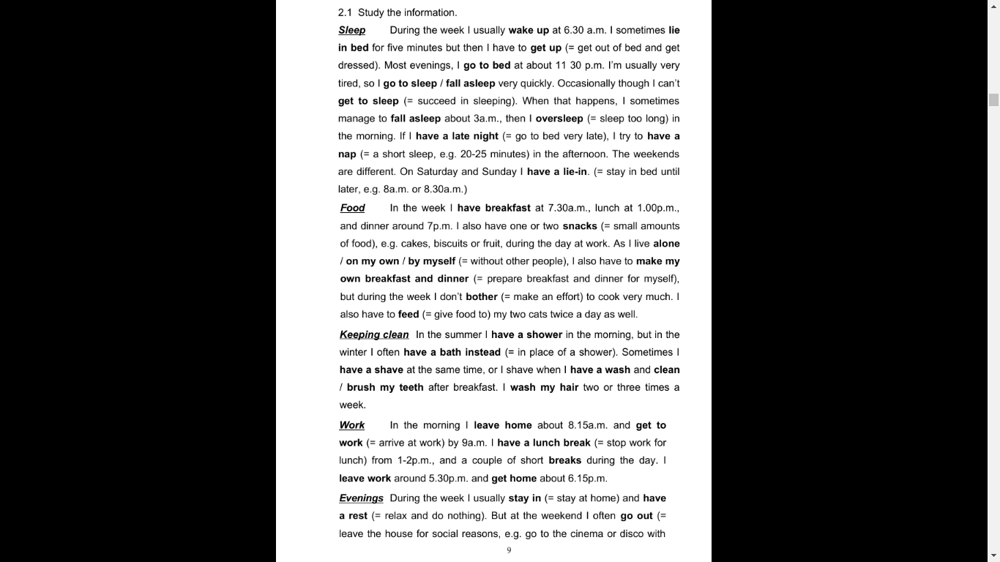 2.1 Study the information.
Sleep During the week I usually wake up at 6.30 a.m. I sometimes lie
in bed for five minutes but then I have to get up (= get out of bed and get
dressed). Most evenings, I go to bed at about 11 30 p.m. I'm usually very
tired, so I go to sleep / fall asleep very quickly. Occasionally though I can't
get to sleep (= succeed in sleeping). When that happens, I sometimes
manage to fall asleep about 3a.m., then I oversleep (= sleep too long) in
the morning. If I have a late night (= go to bed very late), I try to have a
nap (= a short sleep, e.g. 20-25 minutes) in the afternoon. The weekends
are different. On Saturday and Sunday I have a lie-in. (= stay in bed until
later, e.g. 8a.m. or 8.30a.m.)
Food In the week I have breakfast at 7.30a.m., lunch at 1.00p.m.,
and dinner around 7p.m. I also have one or two snacks (= small amounts
of food), e.g. cakes, biscuits or fruit, during the day at work. As I live alone
/ on my own / by myself (= without other people), I also have to make my
own breakfast and dinner (= prepare breakfast and dinner for myself),
but during the week I don't bother (= make an effort) to cook very much. I
also have to feed (= give food to) my two cats twice a day as well.
Keeping clean In the summer I have a shower in the morning, but in the
winter I often have a bath instead (= in place of a shower). Sometimes I
have a shave at the same time, or I shave when I have a wash and clean
/ brush my teeth after breakfast. I wash my hair two or three times a
week.
Work In the morning I leave home about 8.15a.m. and get to
work (= arrive at work) by 9a.m. I have a lunch break (= stop work for
lunch) from 1-2p.m., and a couple of short breaks during the day. I
leave work around 5.30p.m. and get home about 6.15p.m.
Evenings During the week I usually stay in (= stay at home) and have
a rest (= relax and do nothing). But at the weekend I often go out (=
leave the house for social reasons, e.g. go to the cinema or disco with
9